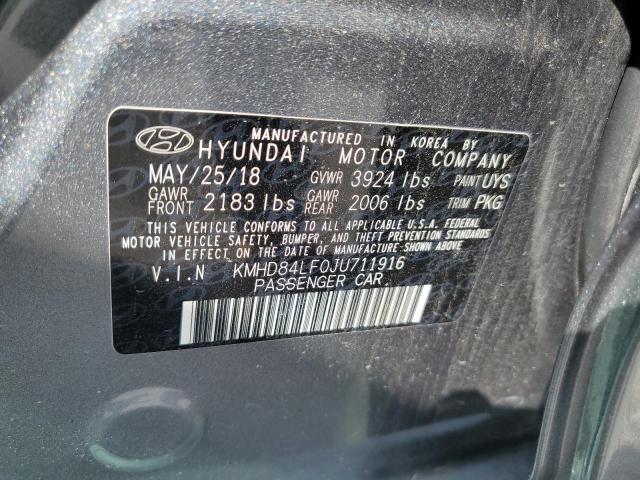 MANUFACTURED IN KOREA BY
HYUNDAI MOTOR COMPANY
MAY/25/18 GVWR 3924 lbs PAINT UYS
GAWR FRONT 2183 lbs GAWR REAR 2006 lbs TRIM PKG
THIS VEHICLE CONFORMS TO ALL APPLICABLE U.S.A. FEDERAL
MOTOR VEHICLE SAFETY, BUMPER, AND THEFT PREVENTION STANDARDS
IN EFFECT ON THE DATE OF MANUFACTURE SHOWN ABOVE.
V.I.N KMHD84LF0JU711916
PASSENGER CAR